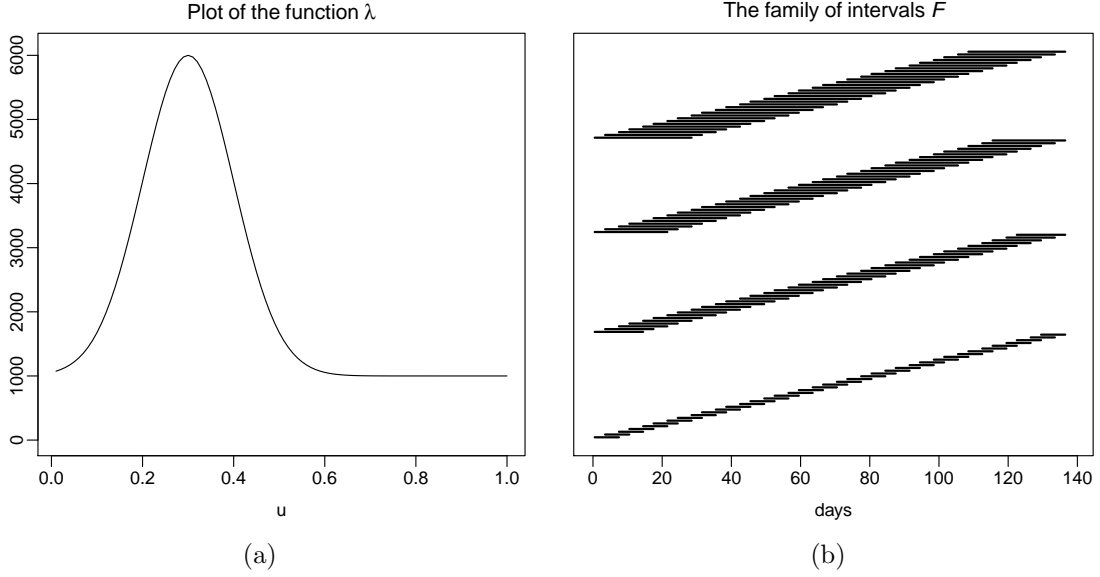 Plot of the function λ
6000
5000
4000
3000
2000
1000
0
0.0 0.2 0.4 0.6 0.8 1.0
u
(a)
The family of intervals F
0 20 40 60 80 100 120 140
days
(b)